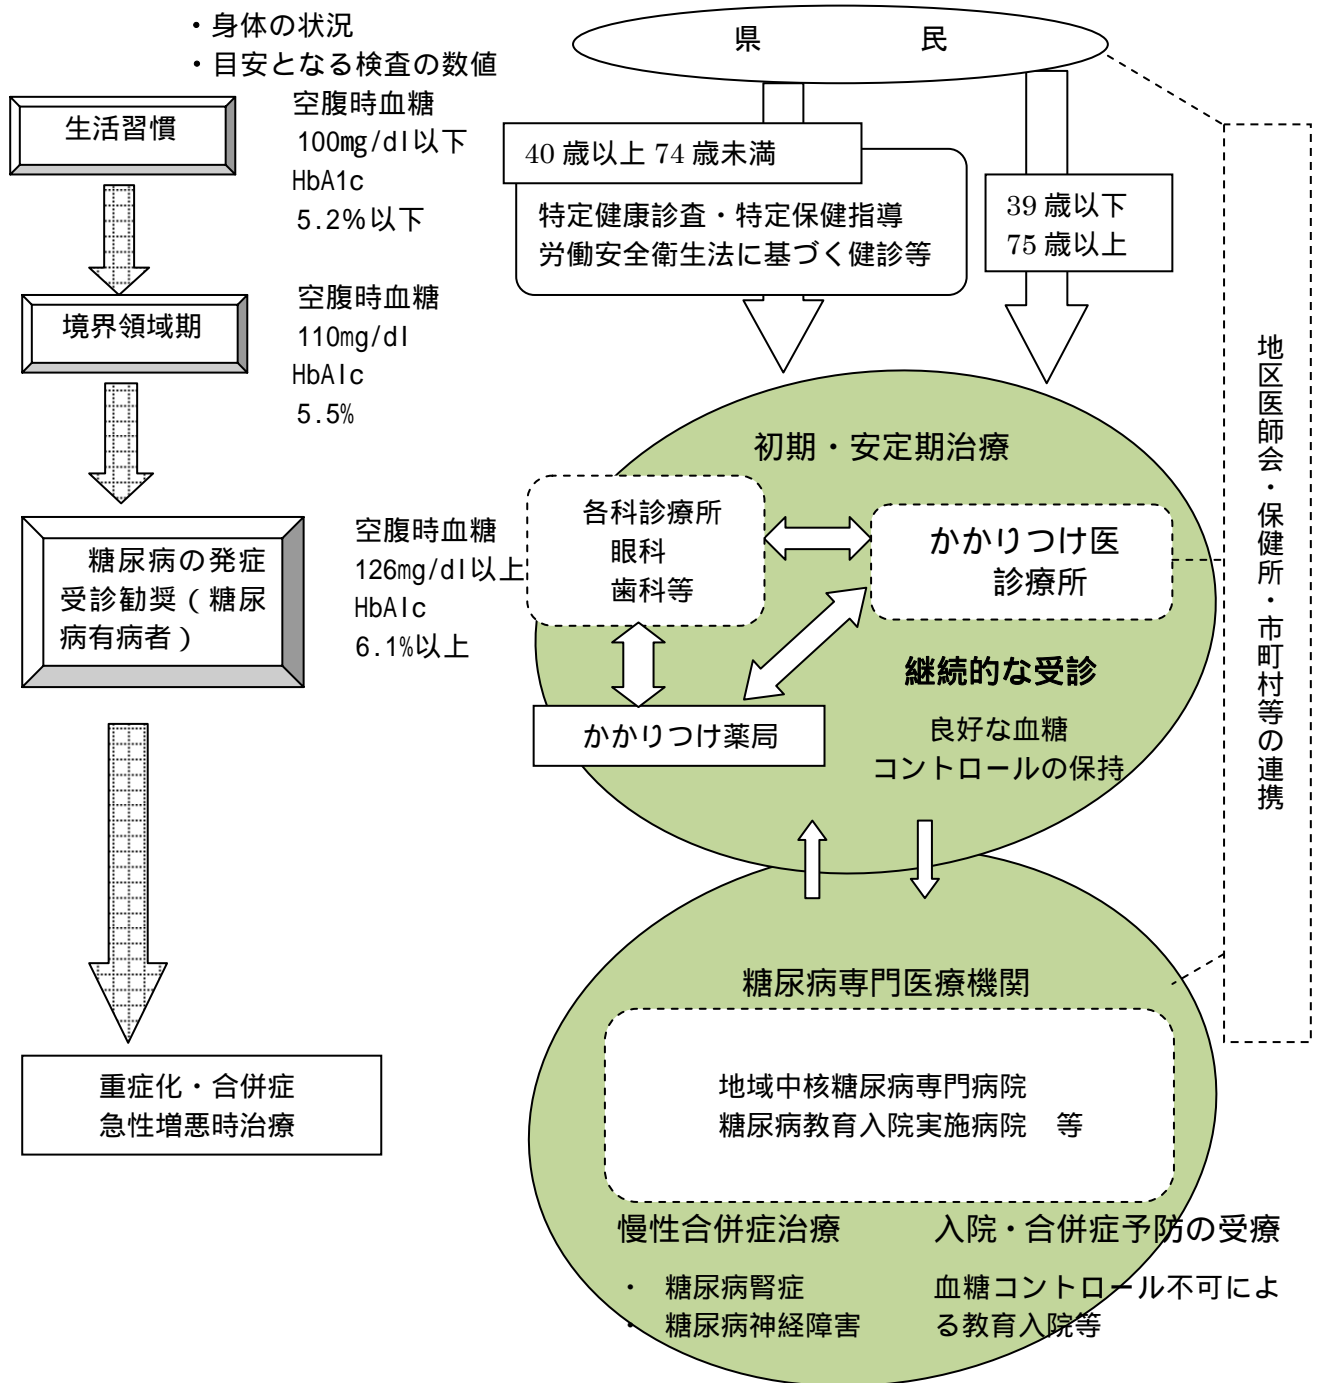 ・身体の状況
・目安となる検査の数値
生活習慣
空腹時血糖
100mg/dl以下
HbA1c
5.2%以下
境界領域期
空腹時血糖
110mg/dl
HbAlc
5.5%
糖尿病の発症
受診勧奨（糖尿
病有病者）
空腹時血糖
126mg/dl以上
HbAlc
6.1%以上
重症化・合併症
急性増悪時治療
県　民
40歳以上74歳未満
特定健康診査・特定保健指導
労働安全衛生法に基づく健診等
39歳以下
75歳以上
初期・安定期治療
各科診療所
眼科
歯科等
かかりつけ医
診療所
かかりつけ薬局
継続的な受診
良好な血糖
コントロールの保持
糖尿病専門医療機関
地域中核糖尿病専門病院
糖尿病教育入院実施病院　等
慢性合併症治療
・　糖尿病腎症
・　糖尿病神経障害
入院・合併症予防の受療
血糖コントロール不可によ
る教育入院等
地区医師会・保健所・市町村等の連携